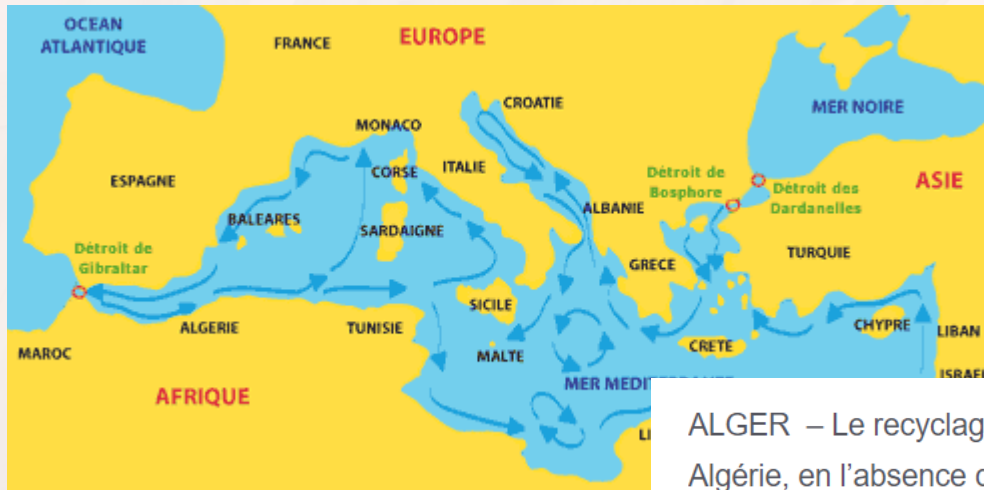 OCEAN
ATLANTIQUE
FRANCE
EUROPE
CROATIE
MER NOIRE
MONACO
CORSE
ITALIE
ESPAGNE
Détroit de
Bosphore
ASIE
Détroit des
Dardanelles
BALEARES
SARDAIGNE
ALBANIE
Détroit de
Gibraltar
GRECE
TURQUIE
SICILE
ALGERIE
TUNISIE
CHYPRE
LIBAN
MAROC
MALTE
CRETE
ISRAEL
AFRIQUE
MER
ALGER – Le recyclag
Algérie, en l’absence